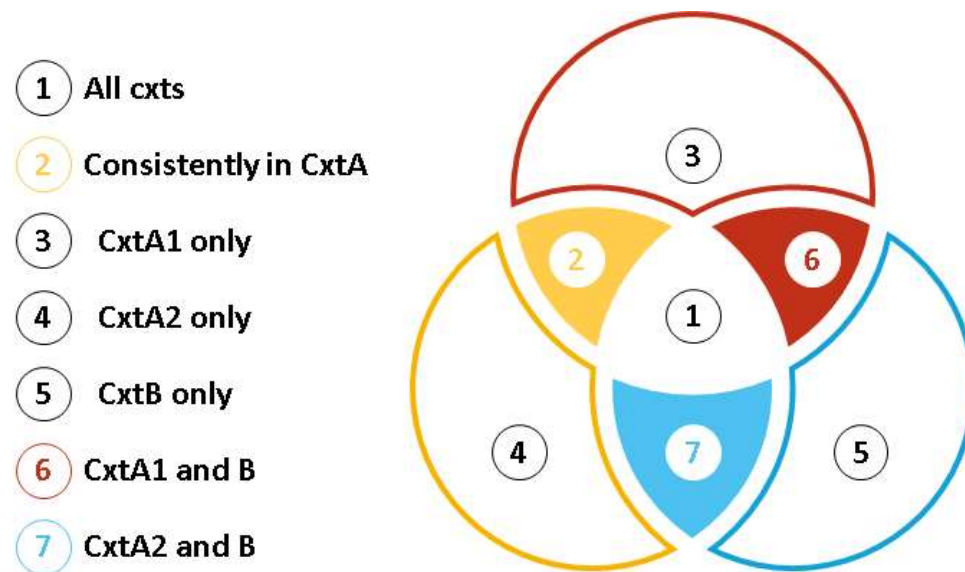 1 All cxts
2 Consistently in CxtA
3 CxtA1 only
4 CxtA2 only
5 CxtB only
6 CxtA1 and B
7 CxtA2 and B
3
2
6
1
4
7
5